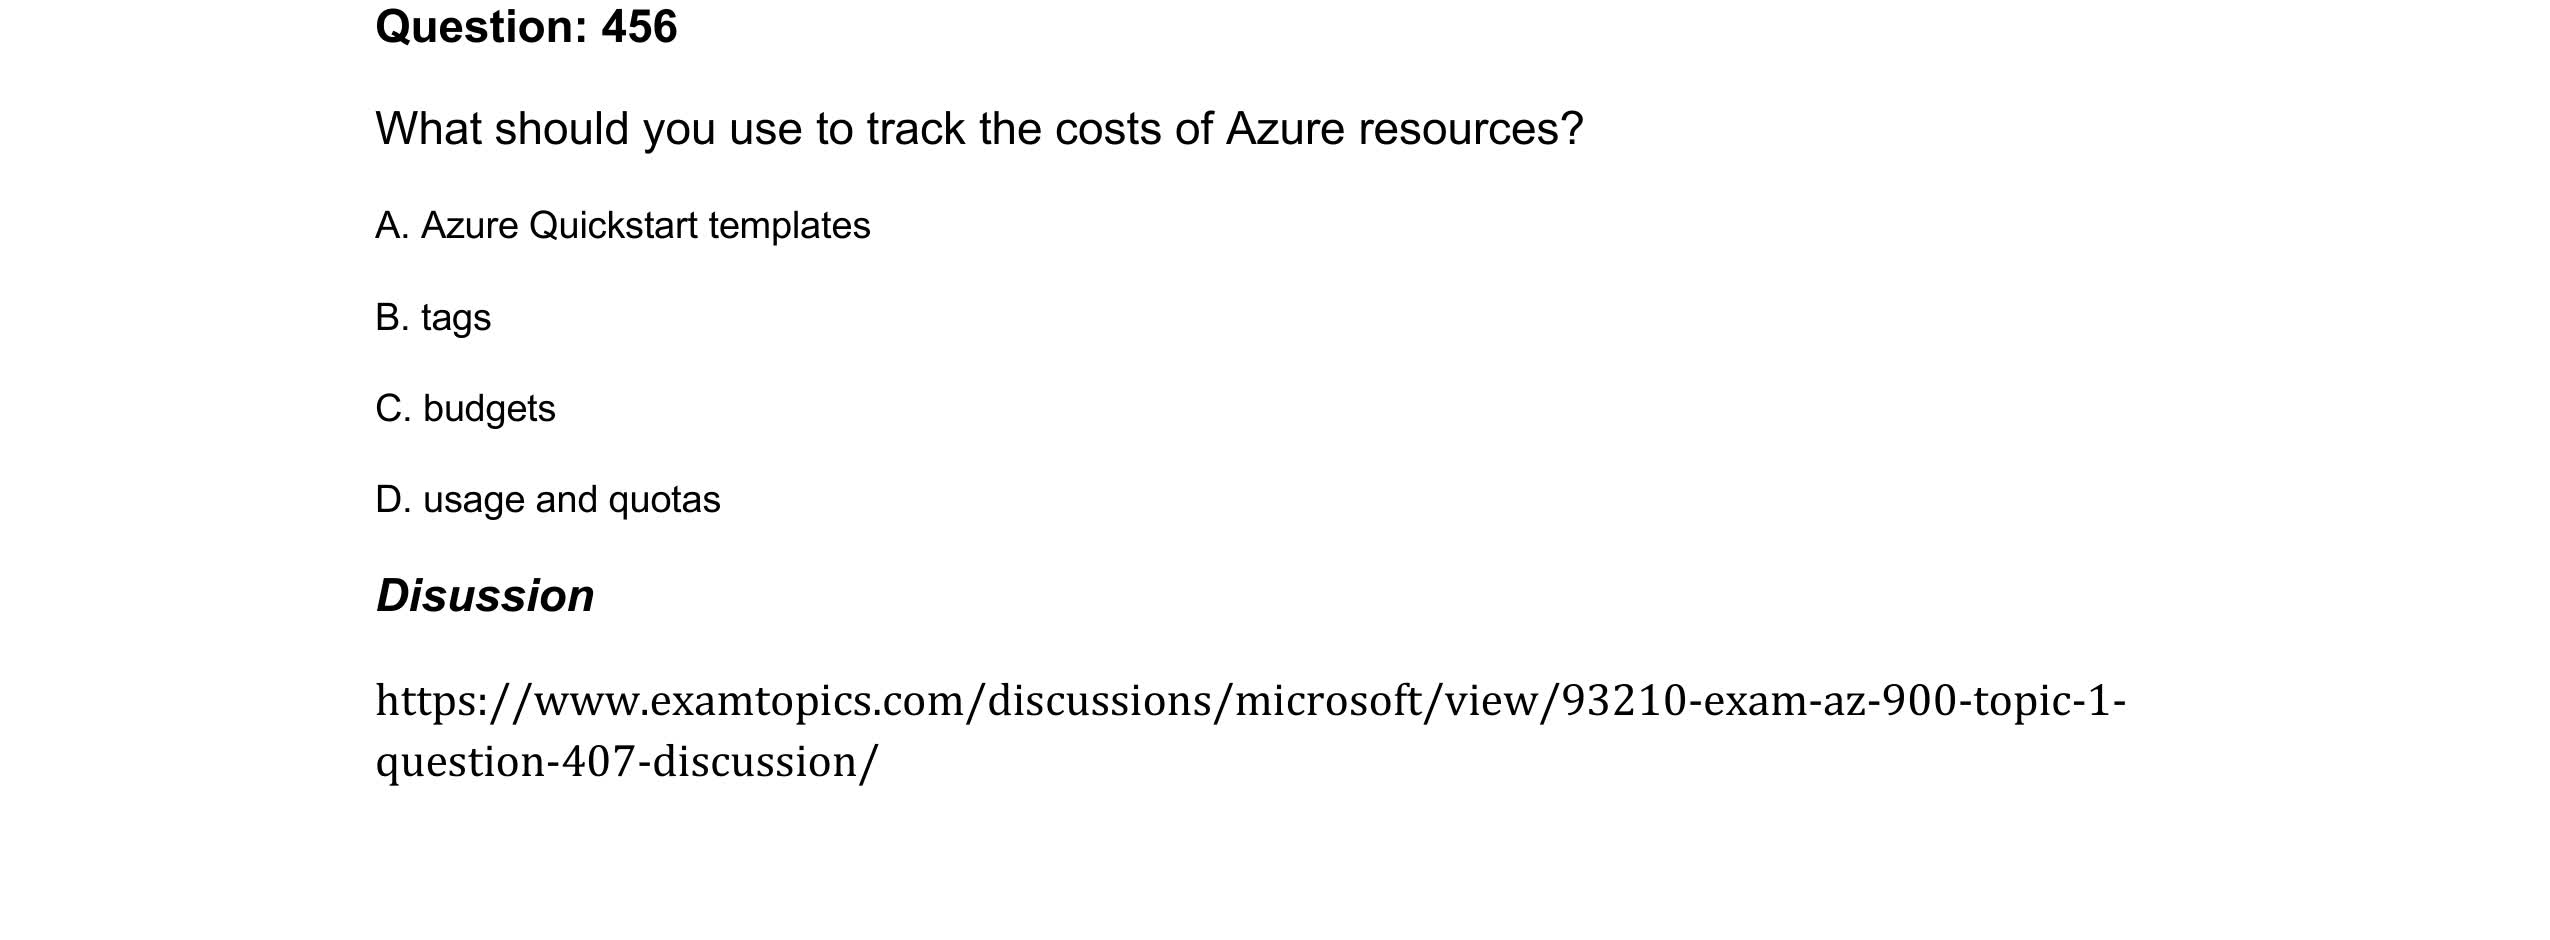 Question: 456
What should you use to track the costs of Azure resources?
A. Azure Quickstart templates
B. tags
C. budgets
D. usage and quotas
Disussion
https://www.examtopics.com/discussions/microsoft/view/93210-exam-az-900-topic-1-
question-407-discussion/